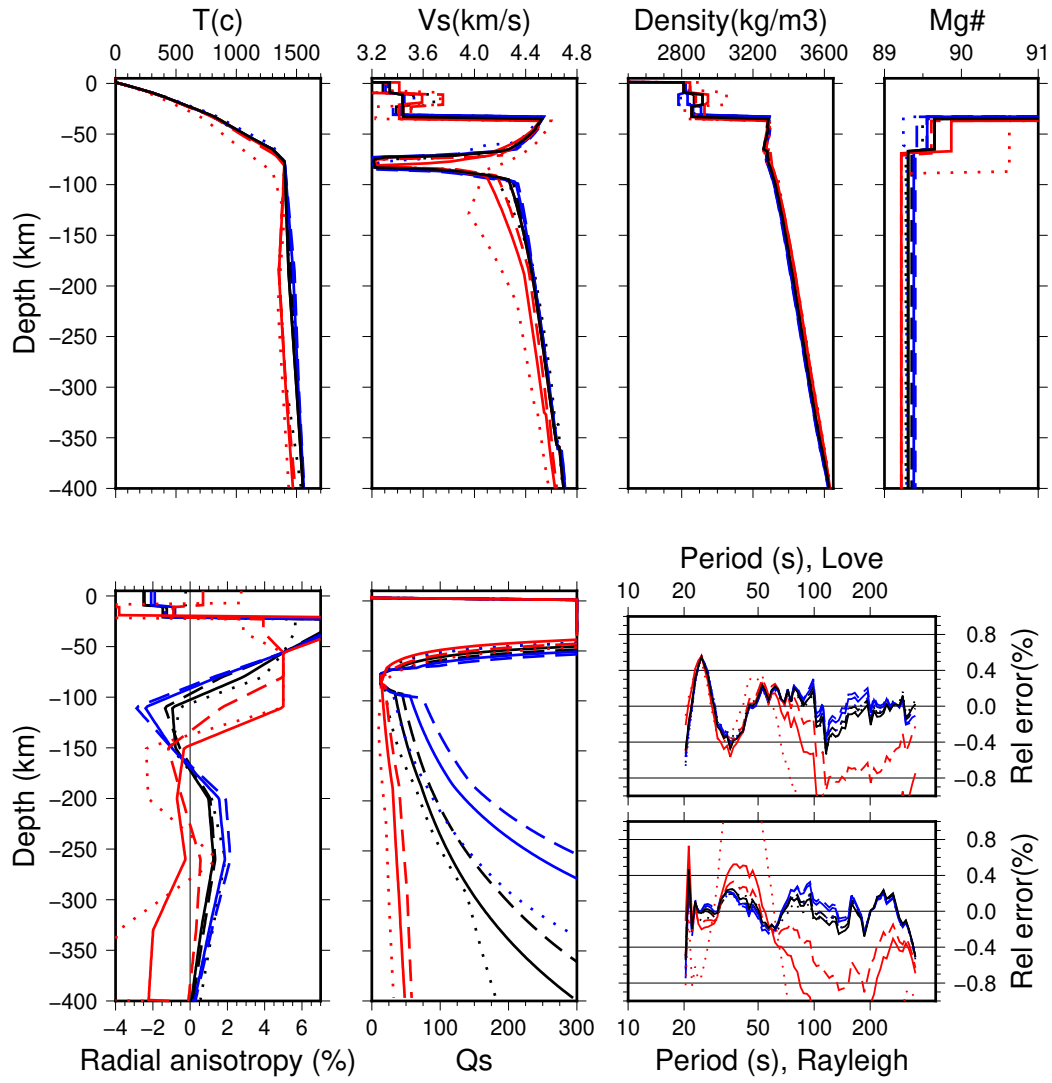 T(c)
Vs(km/s)
Density(kg/m3)
Mg#
0 500 1000 1500
3.2 3.6 4.0 4.4 4.8
2800 3200 3600
89 90 91
0
−50
−100
−150
−200
−250
−300
−350
−400
Depth (km)
0
−50
−100
−150
−200
−250
−300
−350
−400
Depth (km)
−4 −2 0 2 4 6
Radial anisotropy (%)
0 100 200 300
Qs
Period (s), Love
10 20 50 100 200
0.8
0.4
0.0
−0.4
−0.8
Rel error(%)
0.8
0.4
0.0
−0.4
−0.8
Rel error(%)
10 20 50 100 200
Period (s), Rayleigh